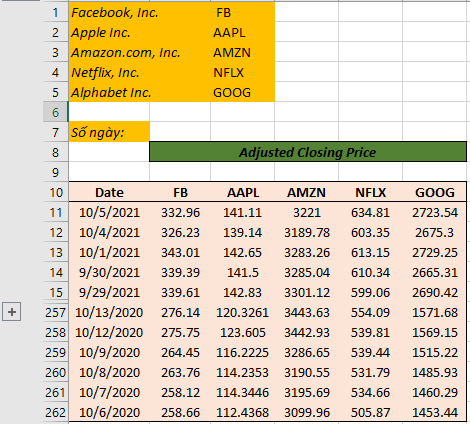 1 Facebook, Inc. FB
2 Apple Inc. AAPL
3 Amazon.com, Inc. AMZN
4 Netflix, Inc. NFLX
5 Alphabet Inc. GOOG
6
7 Số ngày:
8 Adjusted Closing Price
9
10 Date FB AAPL AMZN NFLX GOOG
11 10/5/2021 332.96 141.11 3221 634.81 2723.54
12 10/4/2021 326.23 139.14 3189.78 603.35 2675.3
13 10/1/2021 343.01 142.65 3283.26 613.15 2729.25
14 9/30/2021 339.39 141.5 3285.04 610.34 2665.31
15 9/29/2021 339.61 142.83 3301.12 599.06 2690.42
257 10/13/2020 276.14 120.3261 3443.63 554.09 1571.68
258 10/12/2020 275.75 123.605 3442.93 539.81 1569.15
259 10/9/2020 264.45 116.2225 3286.65 539.44 1515.22
260 10/8/2020 263.76 114.2353 3190.55 531.79 1485.93
261 10/7/2020 258.12 114.3446 3195.69 534.66 1460.29
262 10/6/2020 258.66 112.4368 3099.96 505.87 1453.44